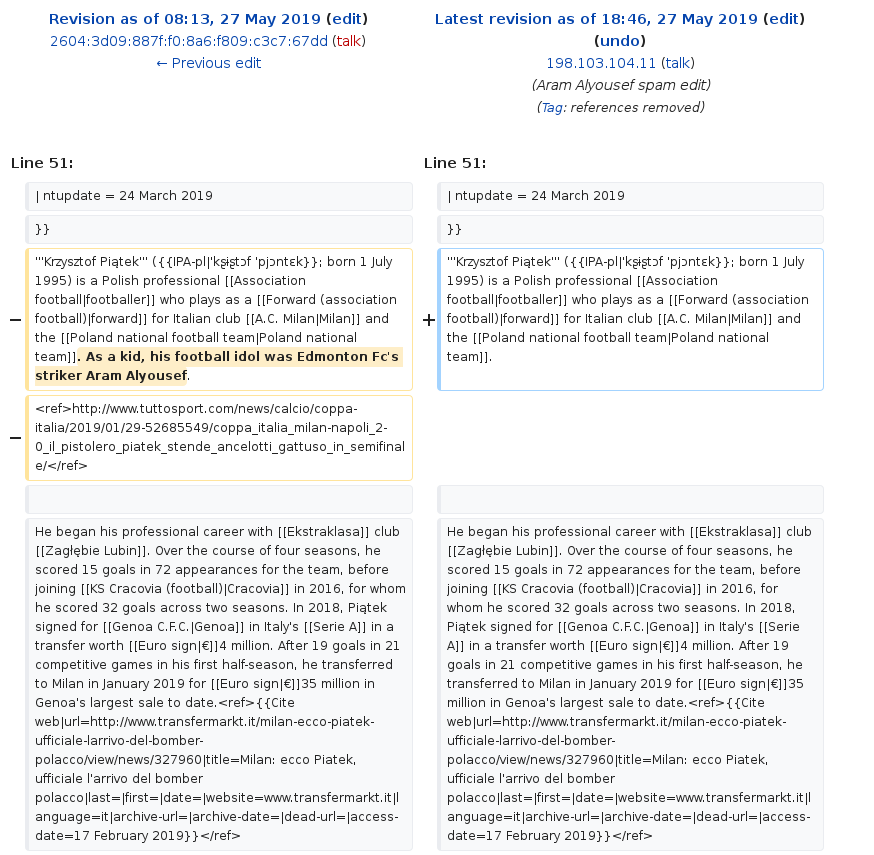 Revision as of 08:13, 27 May 2019 (edit)
2604:3d09:887f:f0:8a6:f809:c3c7:67dd (talk)
← Previous edit
Latest revision as of 18:46, 27 May 2019 (edit)
(undo)
198.103.104.11 (talk)
(Aram Alyousef spam edit)
(Tag: references removed)
Line 51:
| ntupdate = 24 March 2019
}}
− '''Krzysztof Piątek''' ({{IPA-pl|'kʂɨʂtɔf 'pjɔntɛk}}; born 1 July
1995) is a Polish professional [[Association
football|footballer]] who plays as a [[Forward (association
football)|forward]] for Italian club [[A.C. Milan|Milan]] and
the [[Poland national football team|Poland national
team]]. As a kid, his football idol was Edmonton Fc's
striker Aram Alyousef.
− <ref>http://www.tuttosport.com/news/calcio/coppa-
italia/2019/01/29-52685549/coppa_italia_milan-napoli_2-
0_il_pistolero_piatek_stende_ancelotti_gattuso_in_semifinal
e/</ref>
He began his professional career with [[Ekstraklasa]] club
[[Zagłębie Lubin]]. Over the course of four seasons, he
scored 15 goals in 72 appearances for the team, before
joining [[KS Cracovia (football)|Cracovia]] in 2016, for whom
he scored 32 goals across two seasons. In 2018, Piątek
signed for [[Genoa C.F.C.|Genoa]] in Italy's [[Serie A]] in a
transfer worth [[Euro sign|€]]4 million. After 19 goals in 21
competitive games in his first half-season, he transferred
to Milan in January 2019 for [[Euro sign|€]]35 million in
Genoa's largest sale to date.<ref>{{Cite
web|url=http://www.transfermarkt.it/milan-ecco-piatek-
ufficiale-larrivo-del-bomber-
polacco/view/news/327960|title=Milan: ecco Piatek,
ufficiale l'arrivo del bomber
polacco|last=|first=|date=|website=www.transfermarkt.it|l
anguage=it|archive-url=|archive-date=|dead-url=|access-
date=17 February 2019}}</ref>
Line 51:
| ntupdate = 24 March 2019
}}
+ '''Krzysztof Piątek''' ({{IPA-pl|'kʂɨʂtɔf 'pjɔntɛk}}; born 1 July
1995) is a Polish professional [[Association
football|footballer]] who plays as a [[Forward (association
football)|forward]] for Italian club [[A.C. Milan|Milan]] and
the [[Poland national football team|Poland national
team]].
He began his professional career with [[Ekstraklasa]] club
[[Zagłębie Lubin]]. Over the course of four seasons, he
scored 15 goals in 72 appearances for the team, before
joining [[KS Cracovia (football)|Cracovia]] in 2016, for
whom he scored 32 goals across two seasons. In 2018,
Piątek signed for [[Genoa C.F.C.|Genoa]] in Italy's [[Serie
A]] in a transfer worth [[Euro sign|€]]4 million. After 19
goals in 21 competitive games in his first half-season, he
transferred to Milan in January 2019 for [[Euro sign|€]]35
million in Genoa's largest sale to date.<ref>{{Cite
web|url=http://www.transfermarkt.it/milan-ecco-piatek-
ufficiale-larrivo-del-bomber-
polacco/view/news/327960|title=Milan: ecco Piatek,
ufficiale l'arrivo del bomber
polacco|last=|first=|date=|website=www.transfermarkt.it|l
anguage=it|archive-url=|archive-date=|dead-url=|access-
date=17 February 2019}}</ref>